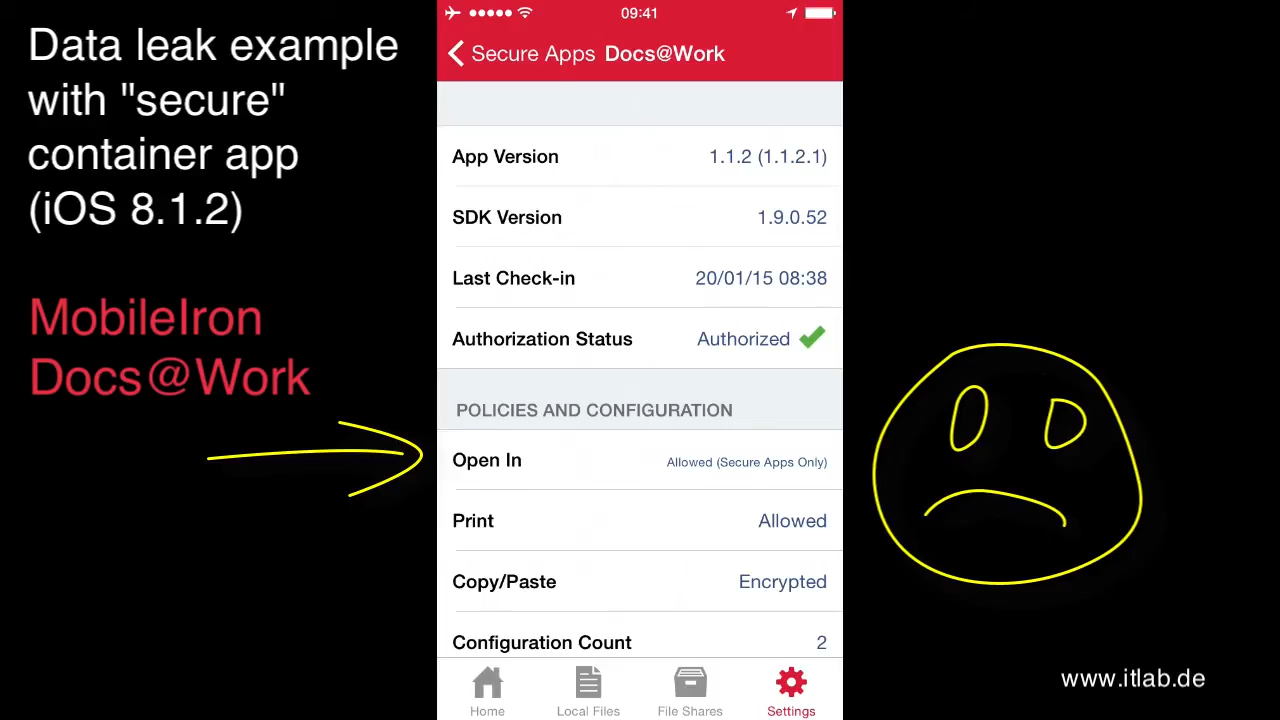 Data leak example
with "secure"
container app
(iOS 8.1.2)
MobileIron
Docs@Work
09:41
Secure Apps Docs@Work
App Version 1.1.2 (1.1.2.1)
SDK Version 1.9.0.52
Last Check-in 20/01/15 08:38
Authorization Status Authorized
POLICIES AND CONFIGURATION
Open In Allowed (Secure Apps Only)
Print Allowed
Copy/Paste Encrypted
Configuration Count 2
Home Local Files File Shares Settings
www.itlab.de